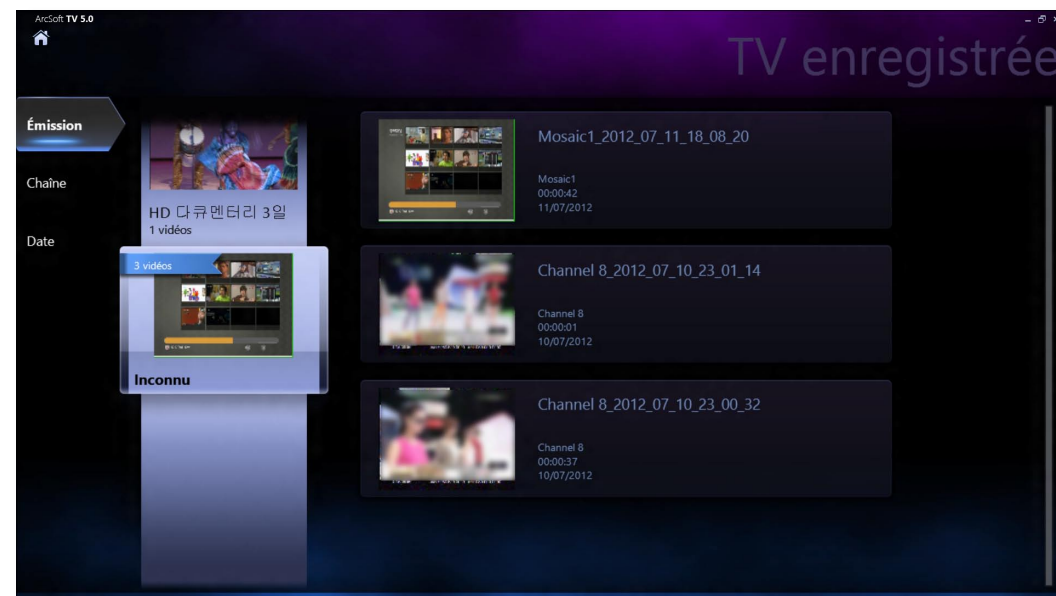 ArcSoft TV 5.0
TV enregistrée
Émission
Chaîne
Date
HD 다큐멘터리 3일
1 vidéos
3 vidéos
Inconnu
Mosaic1_2012_07_11_18_08_20
Mosaic1
00:00:42
11/07/2012
Channel 8_2012_07_10_23_01_14
Channel 8
00:00:01
10/07/2012
Channel 8_2012_07_10_23_00_32
Channel 8
00:00:37
10/07/2012